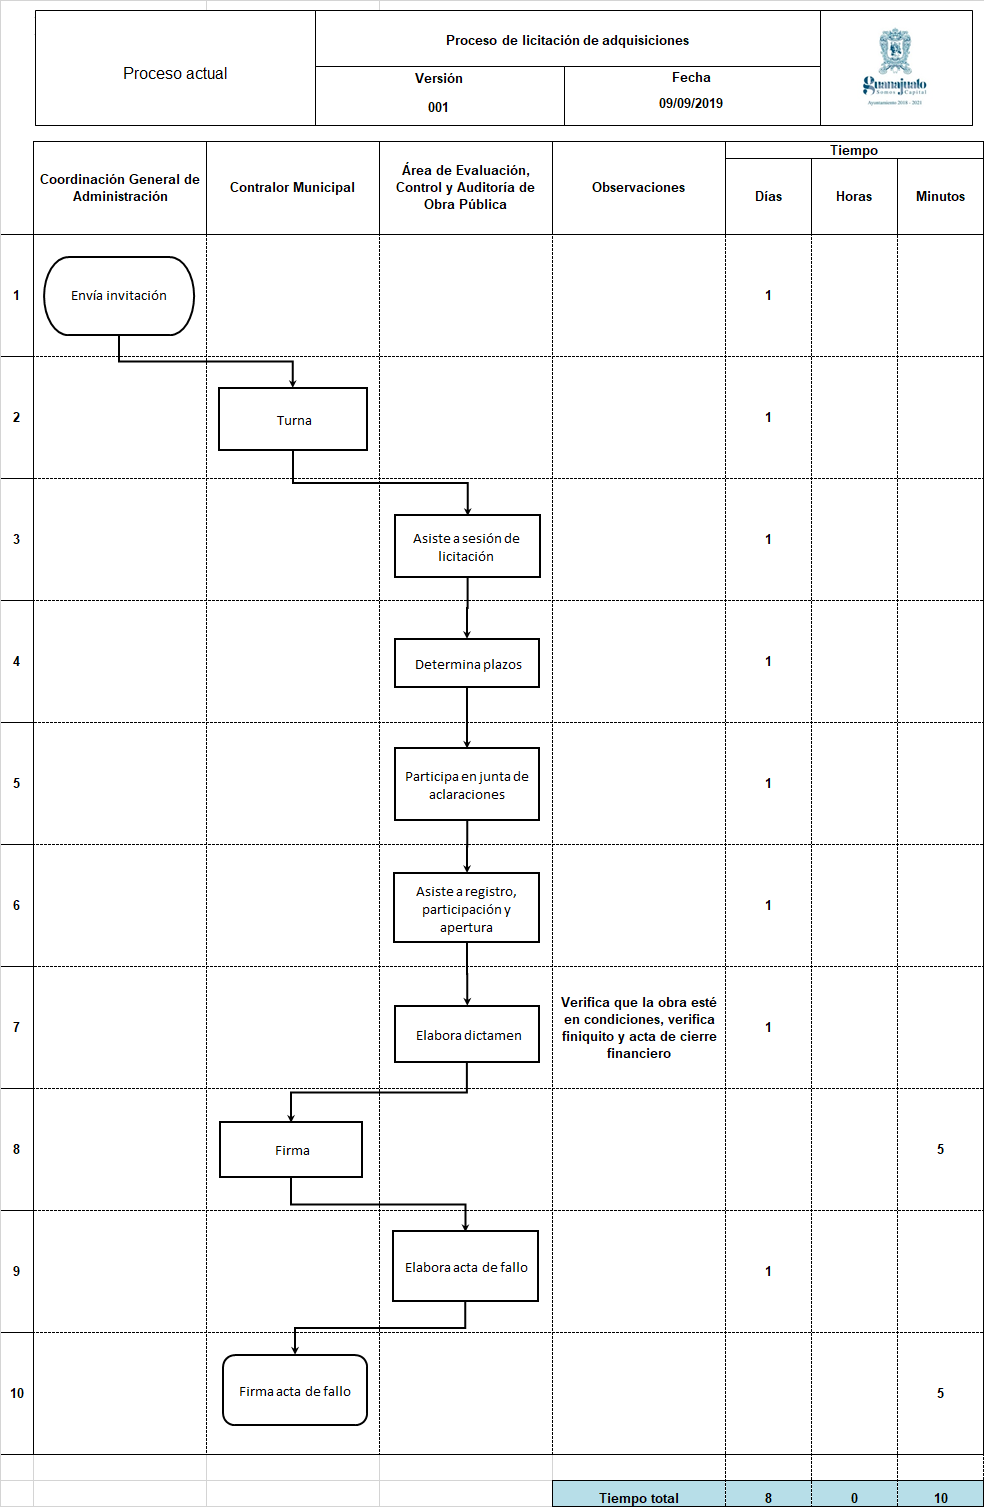 Proceso actual
Proceso de licitación de adquisiciones
Versión
001
Fecha
09/09/2019
Guanajuato
Somos Capital
Ayuntamiento 2018 - 2021
Coordinación General de
Administración
Contralor Municipal
Área de Evaluación,
Control y Auditoría de
Obra Pública
Observaciones
Tiempo
Días
Horas
Minutos
1
Envía invitación
1
2
Turna
1
3
Asiste a sesión de
licitación
1
4
Determina plazos
1
5
Participa en junta de
aclaraciones
1
6
Asiste a registro,
participación y
apertura
1
7
Elabora dictamen
Verifica que la obra esté
en condiciones, verifica
finiquito y acta de cierre
financiero
1
8
Firma
5
9
Elabora acta de fallo
1
10
Firma acta de fallo
5
Tiempo total
8
0
10